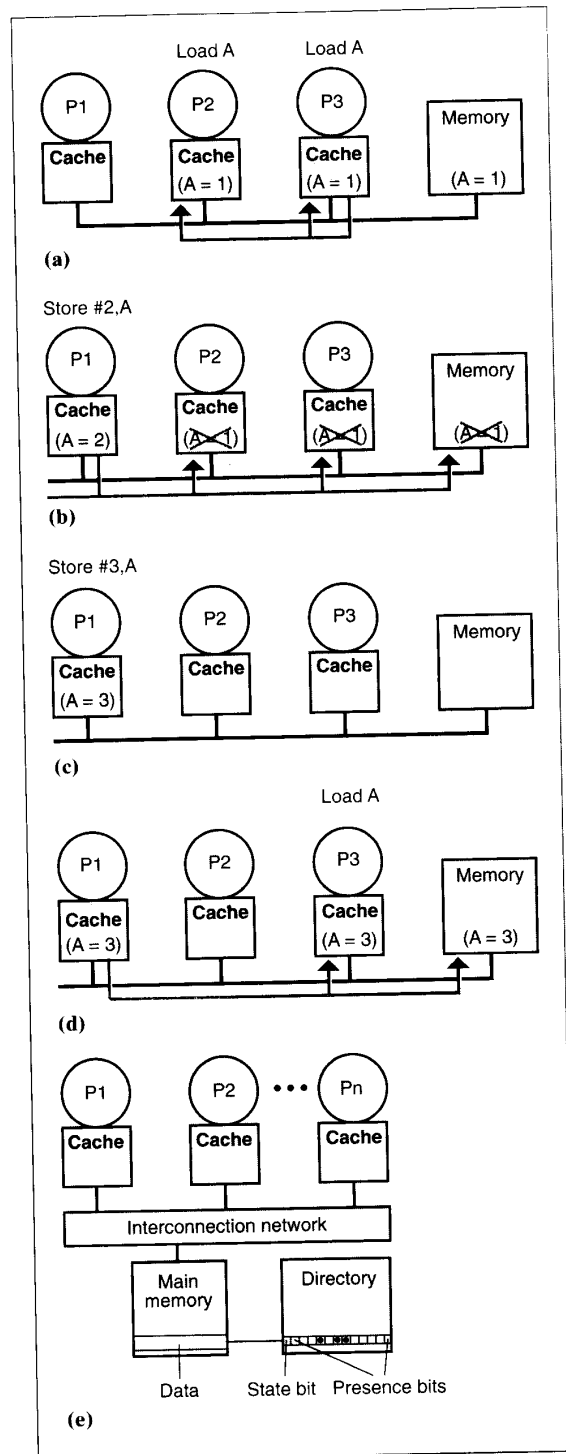 Load A Load A
P1 P2 P3 Memory
Cache Cache Cache
(A = 1) (A = 1) (A = 1)
(a)
Store #2,A
P1 P2 P3 Memory
Cache Cache Cache
(A = 2) (A = 1) (A = 1) (A = 1)
(b)
Store #3,A
P1 P2 P3 Memory
Cache Cache Cache
(A = 3)
(c)
Load A
P1 P2 P3 Memory
Cache Cache Cache
(A = 3) (A = 3) (A = 3)
(d)
P1 P2 ••• Pn
Cache Cache Cache
Interconnection network
Main Directory
memory
Data State bit Presence bits
(e)